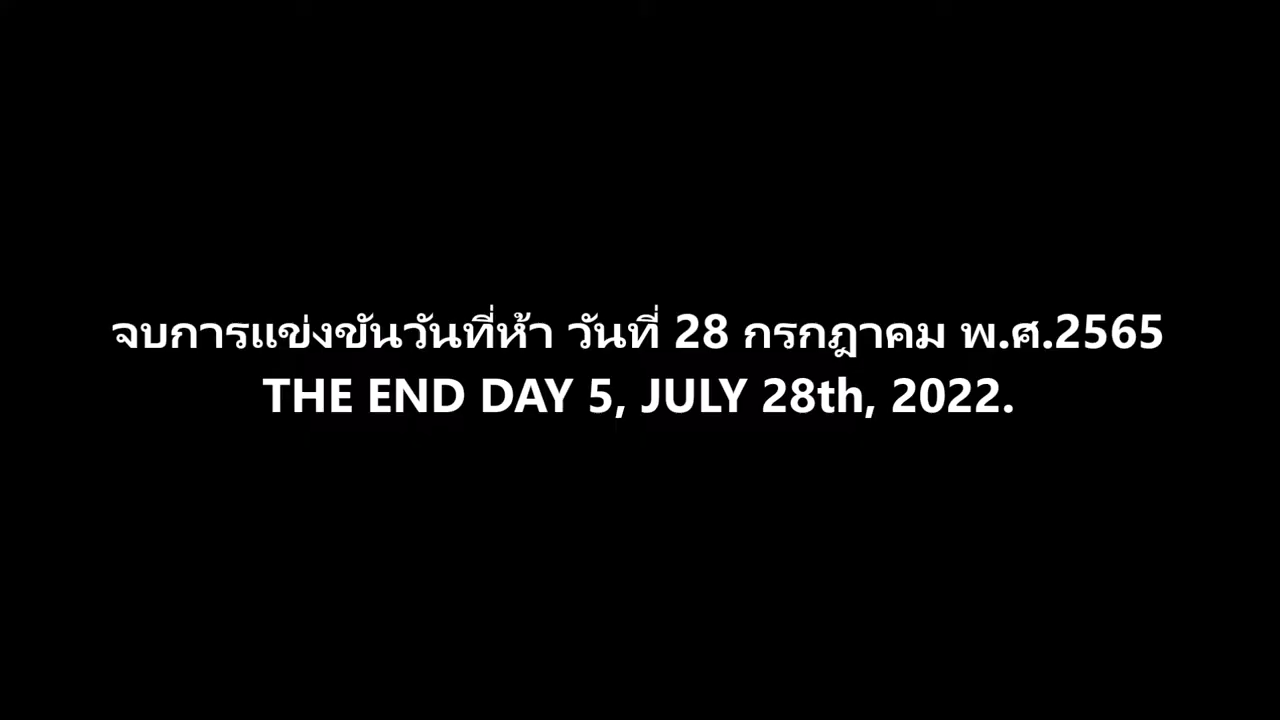 จบการแข่งขันวันที่ห้า วันที่ 28 กรกฎาคม พ.ศ.2565
THE END DAY 5, JULY 28th, 2022.